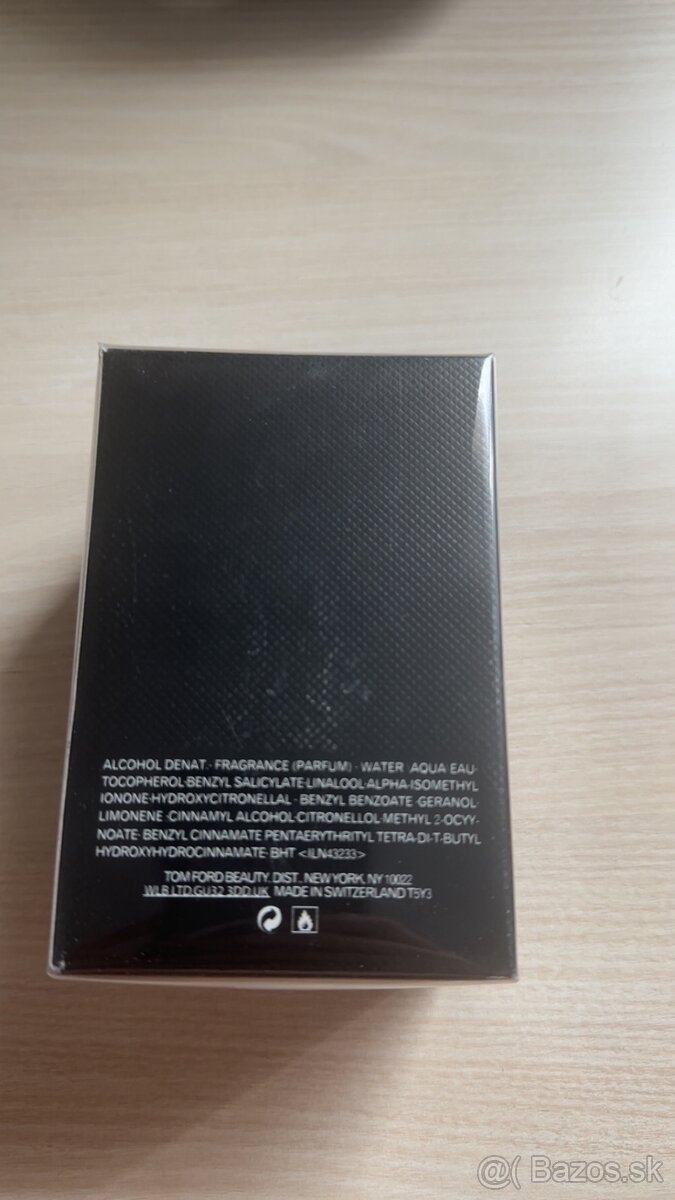 ALCOHOL DENAT.· FRAGRANCE (PARFUM) · WATER AQUA EAU·
TOCOPHEROL·BENZYL SALICYLATE·LINALOOL·ALPHA-ISOMETHYL
IONONE·HYDROXYCITRONELLAL · BENZYL BENZOATE ·GERANOL·
LIMONENE ·CINNAMYL ALCOHOL·CITRONELLOL·METHYL 2-OCYY-
NOATE· BENZYL CINNAMATE PENTAERYTHRITYL TETRA-DI-T-BUTYL
HYDROXYHYDROCINNAMATE·BHT <ILN43233>
TOM FORD BEAUTY. DIST. NEW YORK, NY 10022
WLB LTD.GU32 3DD.UK MADE IN SWITZERLAND T5Y3
@( Bazos.sk